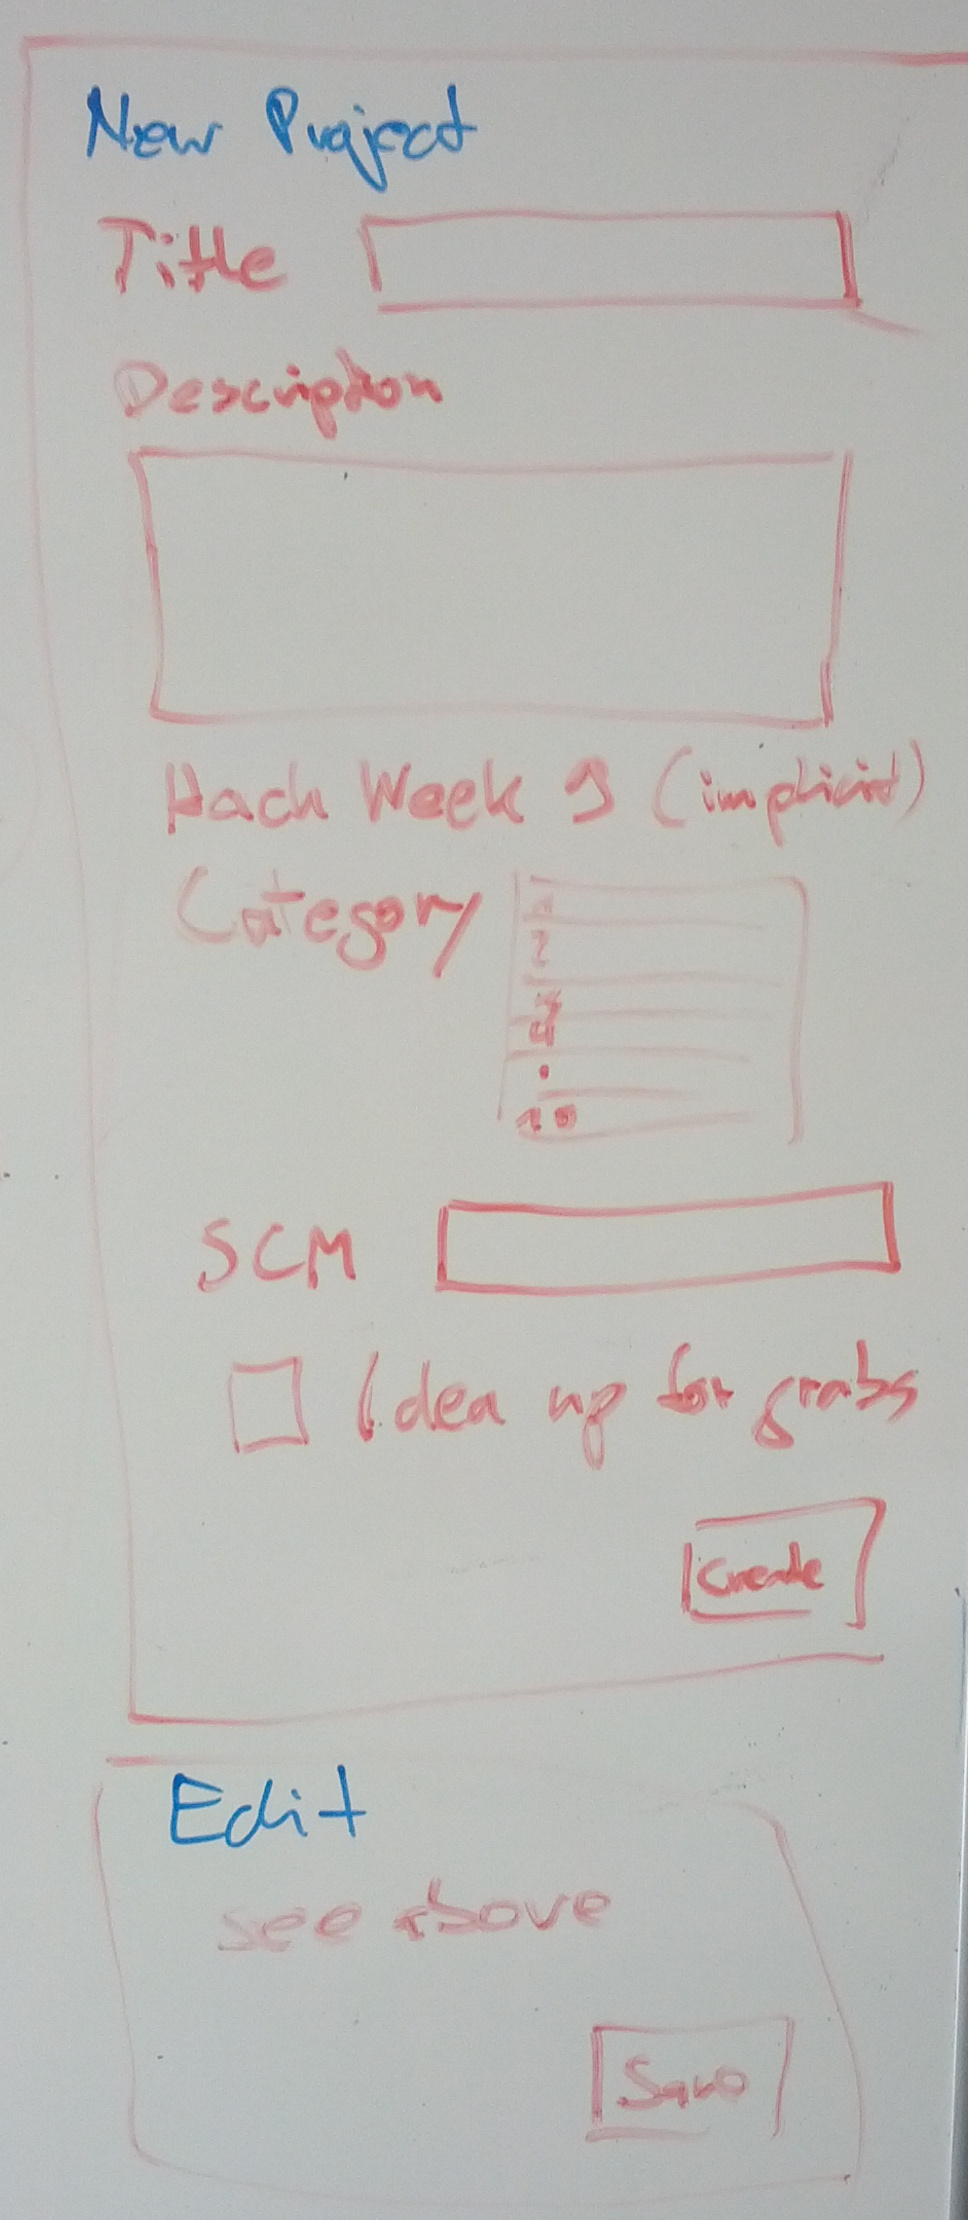 New Project
Title
Description
Hack Week 9 (implicit)
Category
1
2
3
4
.
10
SCM
Idea up for grabs
Create
Edit
see above
Save